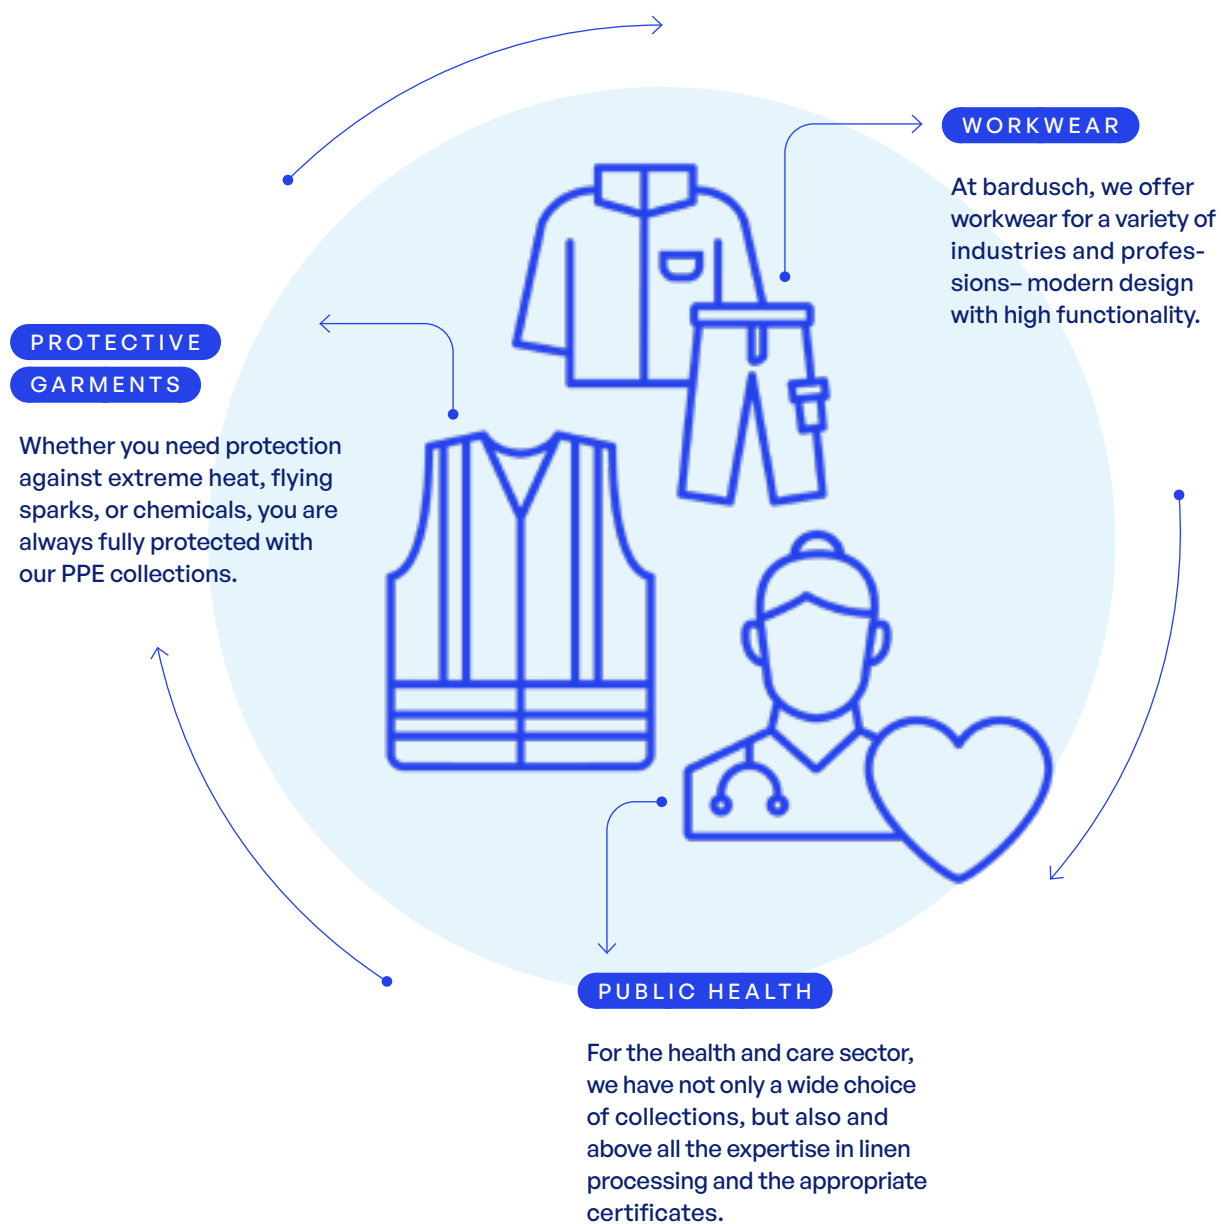 WORKWEAR
At bardusch, we offer
workwear for a variety of
industries and profes-
sions– modern design
with high functionality.
PROTECTIVE
GARMENTS
Whether you need protection
against extreme heat, flying
sparks, or chemicals, you are
always fully protected with
our PPE collections.
PUBLIC HEALTH
For the health and care sector,
we have not only a wide choice
of collections, but also and
above all the expertise in linen
processing and the appropriate
certificates.